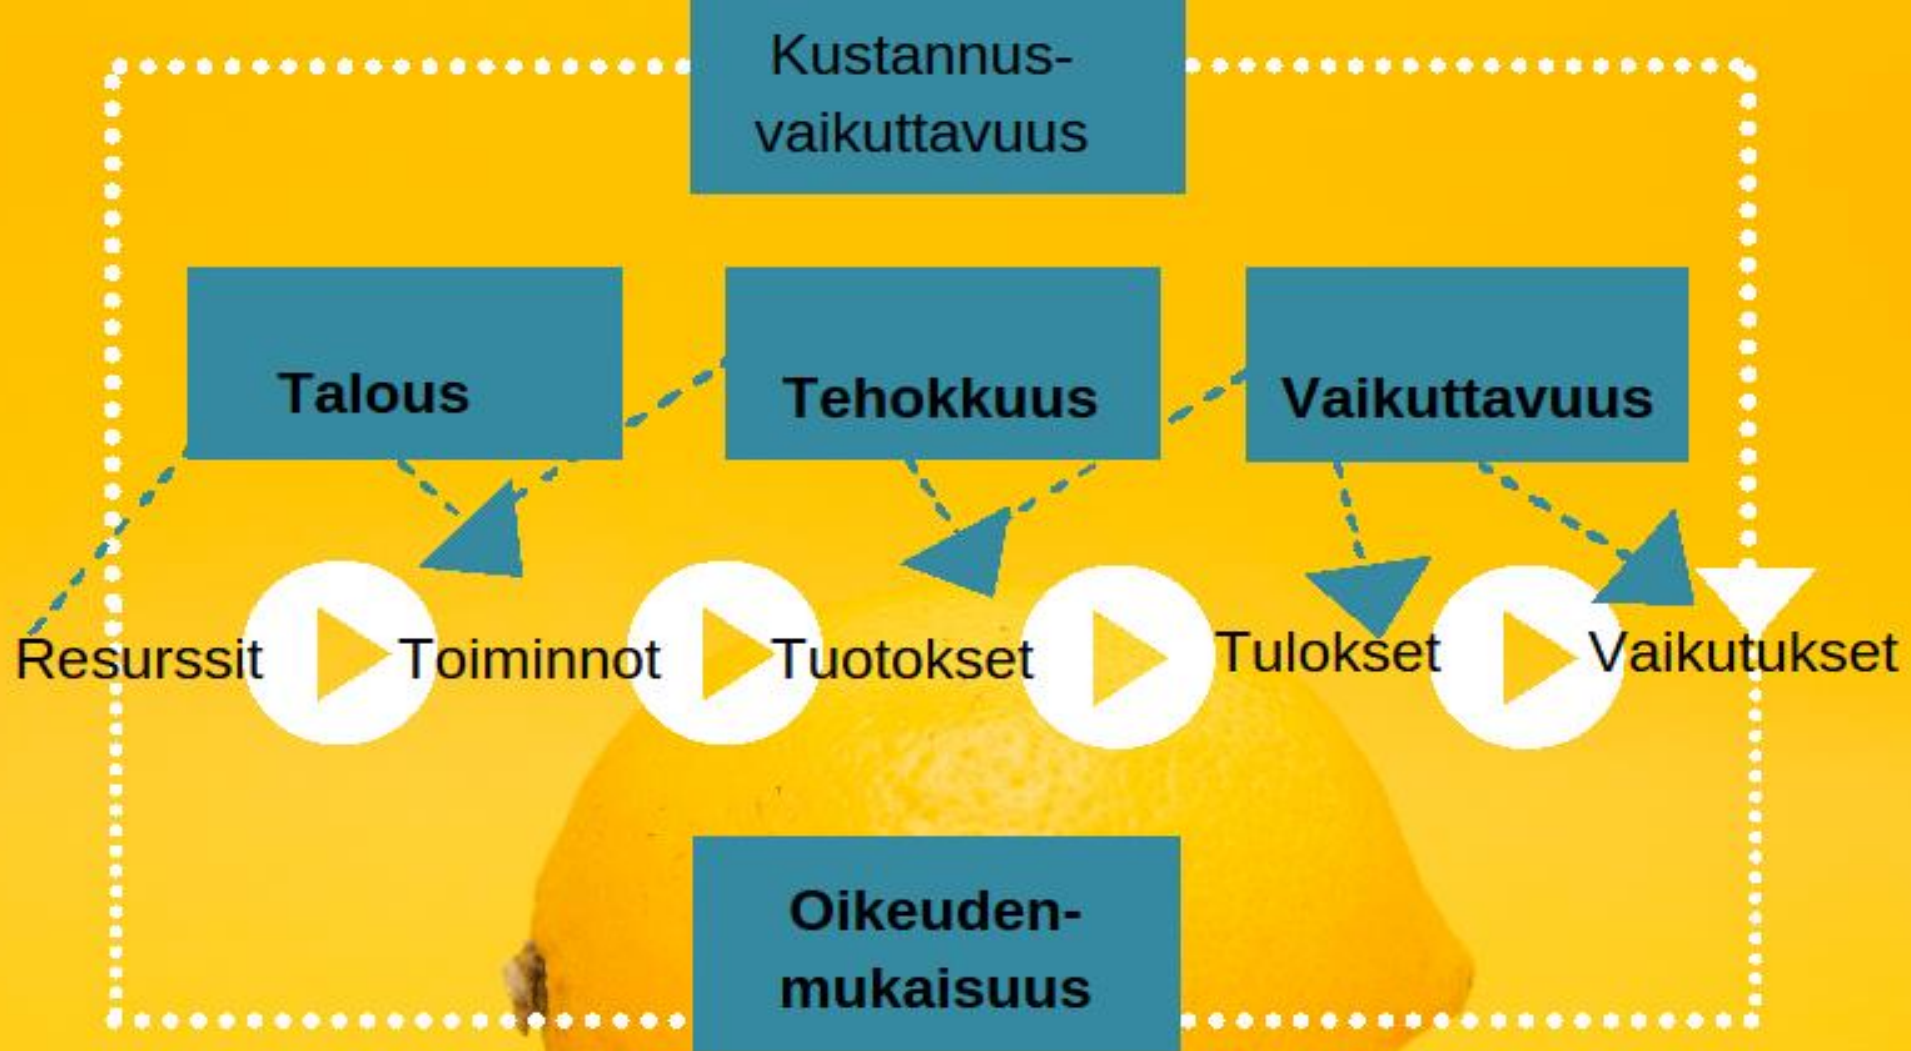 Kustannus-
vaikuttavuus
Talous
Tehokkuus
Vaikuttavuus
Resurssit
Toiminnot
Tuotokset
Tulokset
Vaikutukset
Oikeuden-
mukaisuus